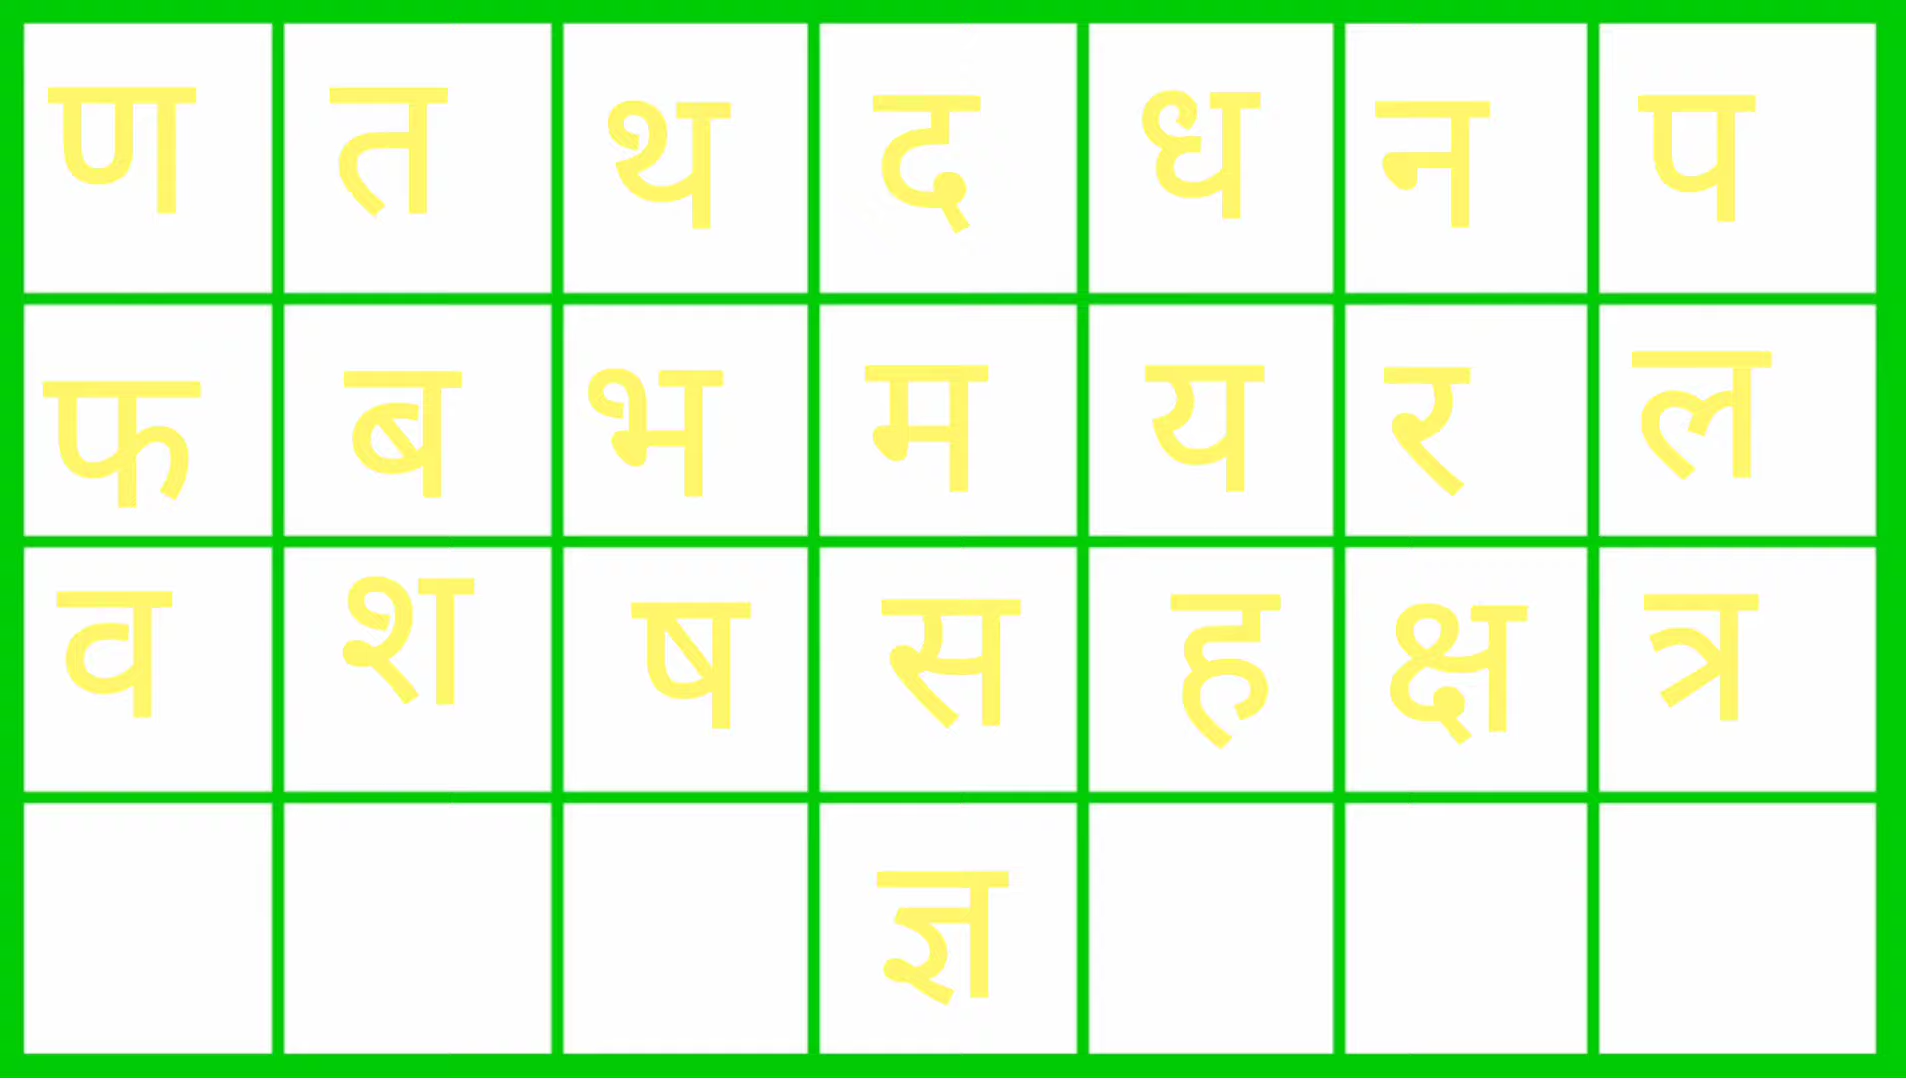 ण त थ द ध न प
फ ब भ म य र ल
व श ष स ह क्ष त्र
ज्ञ